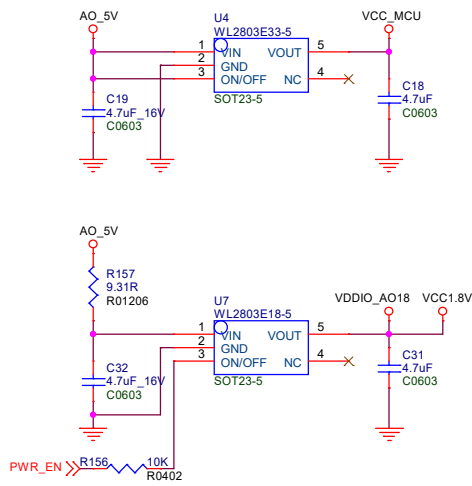 AO_5V
U4
WL2803E33-5
VCC_MCU
1 VIN VOUT 5
2 GND
3 ON/OFF NC 4
SOT23-5
C19
4.7uF_16V
C0603
C18
4.7uF
C0603
AO_5V
R157
9.31R
R01206
U7
WL2803E18-5
VDDIO_AO18 VCC1.8V
1 VIN VOUT 5
2 GND
3 ON/OFF NC 4
SOT23-5
C32
4.7uF_16V
C0603
C31
4.7uF
C0603
PWR_EN R156 10K
R0402